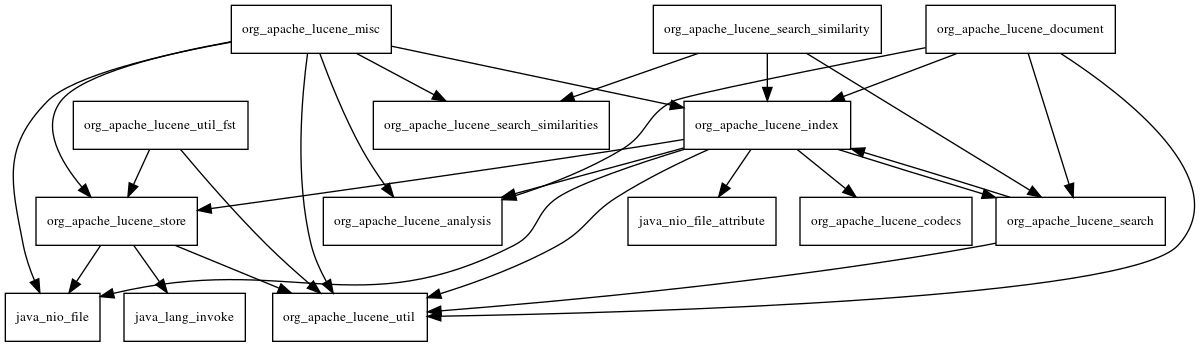 org_apache_lucene_misc
org_apache_lucene_search_similarity
org_apache_lucene_document
org_apache_lucene_util_fst
org_apache_lucene_search_similarities
org_apache_lucene_index
org_apache_lucene_store
org_apache_lucene_analysis
java_nio_file_attribute
org_apache_lucene_codecs
org_apache_lucene_search
java_nio_file
java_lang_invoke
org_apache_lucene_util